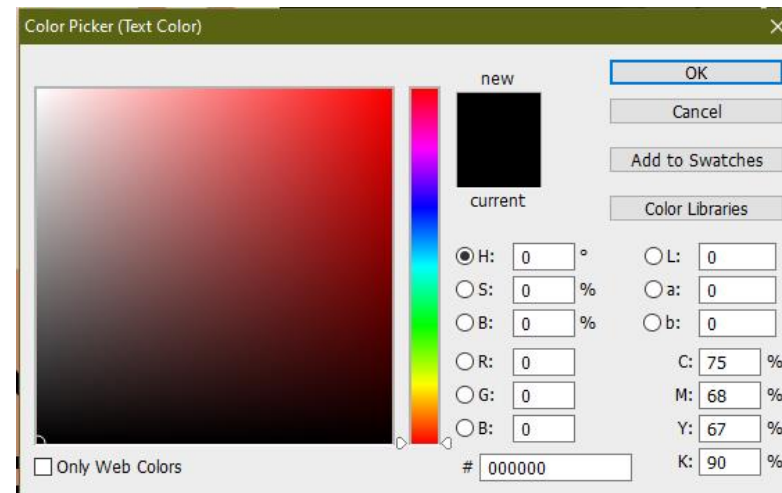 Color Picker (Text Color)
new
current
OK
Cancel
Add to Swatches
Color Libraries
H: 0 °
S: 0 %
B: 0 %
R: 0
G: 0
B: 0
# 000000
L: 0
a: 0
b: 0
C: 75 %
M: 68 %
Y: 67 %
K: 90 %
Only Web Colors